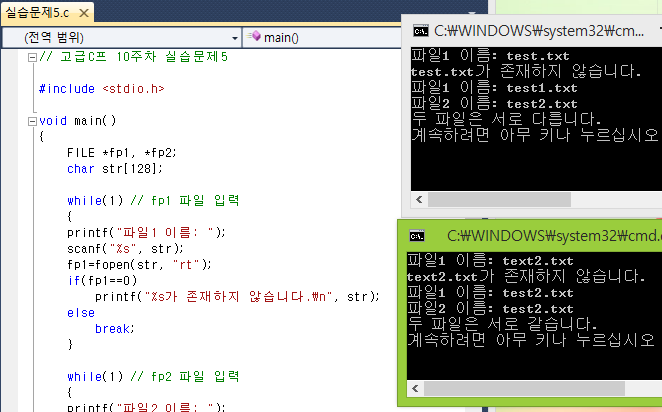 실습문제5.c
(전역 범위)
main()
// 고급C프 10주차 실습문제5
#include <stdio.h>
void main()
{
FILE *fp1, *fp2;
char str[128];
while(1) // fp1 파일 입력
{
printf("파일1 이름: ");
scanf("%s", str);
fp1=fopen(str, "rt");
if(fp1==0)
printf("%s가 존재하지 않습니다.₩n", str);
else
break;
}
while(1) // fp2 파일 입력
{
printf("파일2 이름: ");
C:₩WINDOWS₩system32₩cm...
파일1 이름: test.txt
test.txt가 존재하지 않습니다.
파일1 이름: test1.txt
파일2 이름: test2.txt
두 파일은 서로 다릅니다.
계속하려면 아무 키나 누르십시오
C:₩WINDOWS₩system32₩cmd.
파일1 이름: text2.txt
text2.txt가 존재하지 않습니다.
파일1 이름: test2.txt
파일2 이름: test2.txt
두 파일은 서로 같습니다.
계속하려면 아무 키나 누르십시오